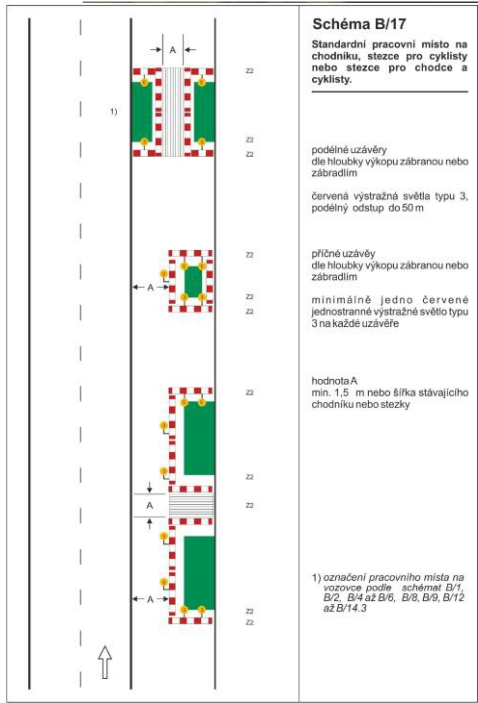 Schéma B/17
Standardní pracovní místo na
chodníku, stezce pro cyklisty
nebo stezce pro chodce a
cyklisty.
A
Z2
1)
Z2
Z2
podélné uzávěry
dle hloubky výkopu zábranou nebo
zábradlím
červená výstražná světla typu 3,
podélný odstup do 50 m
Z2
A
Z2
Z2
příčné uzávěy
dle hloubky výkopu zábranou nebo
zábradlím
minimálně jedno červené
jednostranné výstražné světlo typu
3 na každé uzávěře
Z2
hodnota A
min. 1,5 m nebo šířka stávajícího
chodníku nebo stezky
Z2
A
Z2
A
Z2
Z2
1) označení pracovního místa na
vozovce podle schémat B/1,
B/2, B/4 až B/6, B/8, B/9, B/12
až B/14.3